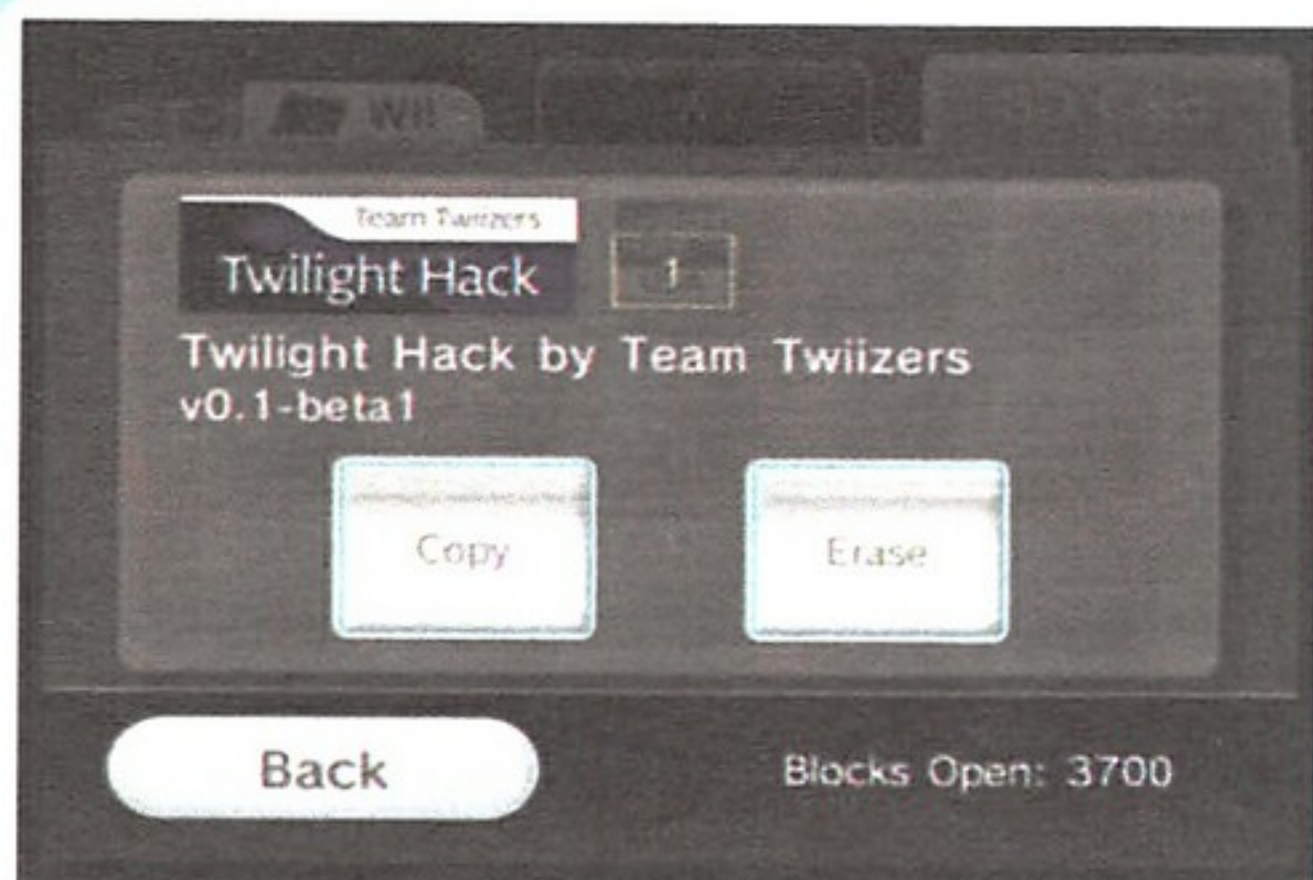 Wii
Team Twiizers
Twilight Hack
1
Twilight Hack by Team Twiizers
v0.1-beta1
Copy
Erase
Back
Blocks Open: 3700